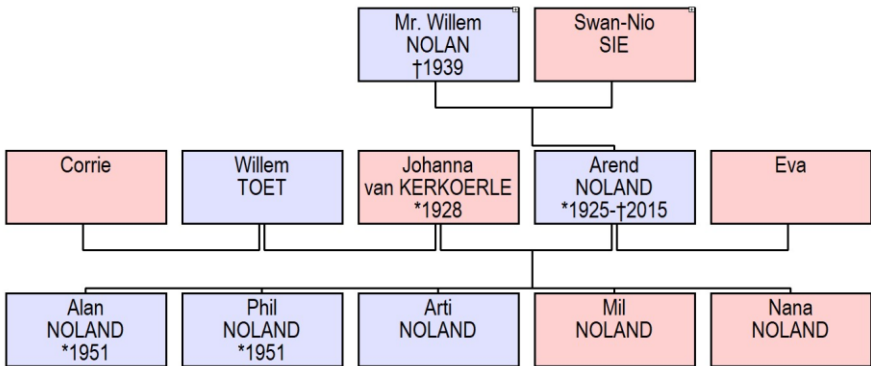 Mr. Willem
NOLAN
†1939
Swan-Nio
SIE
Corrie
Willem
TOET
Johanna
van KERKOERLE
*1928
Arend
NOLAND
*1925-†2015
Eva
Alan
NOLAND
*1951
Phil
NOLAND
*1951
Arti
NOLAND
Mil
NOLAND
Nana
NOLAND